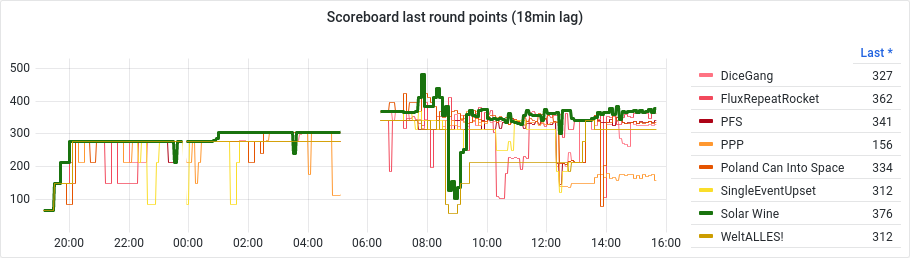 Scoreboard last round points (18min lag)
Last *
500
400
300
200
100
20:00 22:00 00:00 02:00 04:00 06:00 08:00 10:00 12:00 14:00 16:00
DiceGang 327
FluxRepeatRocket 362
PFS 341
PPP 156
Poland Can Into Space 334
SingleEventUpset 312
Solar Wine 376
WeltALLES! 312